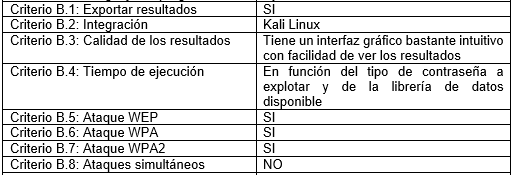 Criterio B.1: Exportar resultados SI
Criterio B.2: Integración Kali Linux
Criterio B.3: Calidad de los resultados Tiene un interfaz gráfico bastante intuitivo
con facilidad de ver los resultados
Criterio B.4: Tiempo de ejecución En función del tipo de contraseña a
explotar y de la librería de datos
disponible
Criterio B.5: Ataque WEP SI
Criterio B.6: Ataque WPA SI
Criterio B.7: Ataque WPA2 SI
Criterio B.8: Ataques simultáneos NO